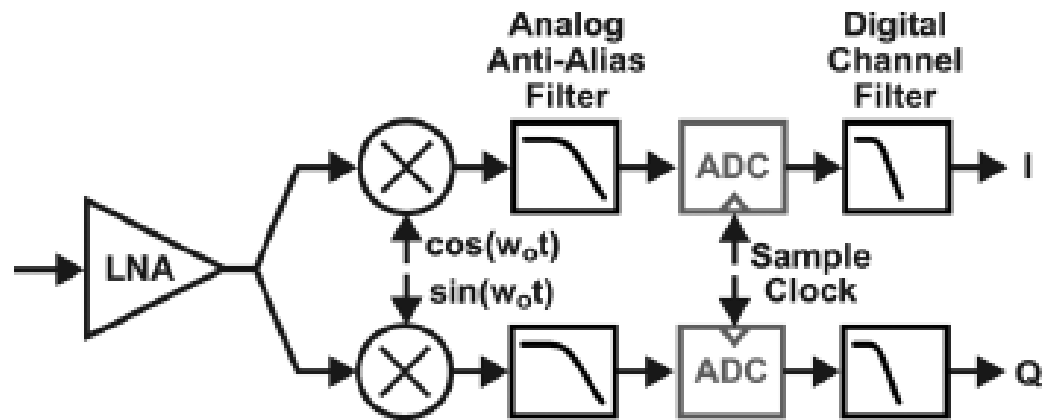 Analog
Anti-Alias
Filter
Digital
Channel
Filter
ADC
I
LNA
cos(wₒt)
sin(wₒt)
Sample
Clock
ADC
Q